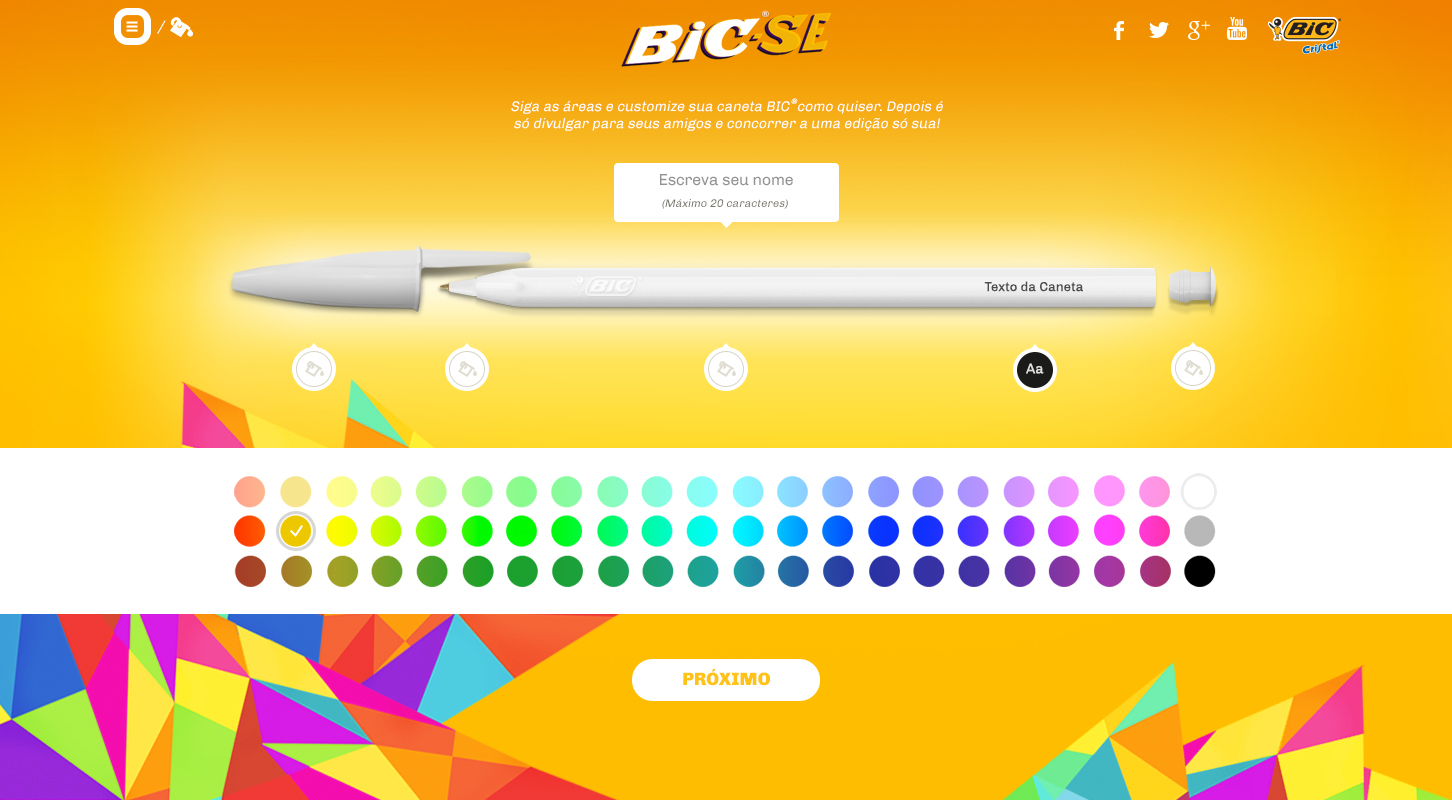 /
BiC-SE®
g+
You
Tube
BiC
Cristal®
Siga as áreas e customize sua caneta BIC®como quiser. Depois é
só divulgar para seus amigos e concorrer a uma edição só sua!
Escreva seu nome
(Máximo 20 caracteres)
BiC
Texto da Caneta
Aa
PRÓXIMO